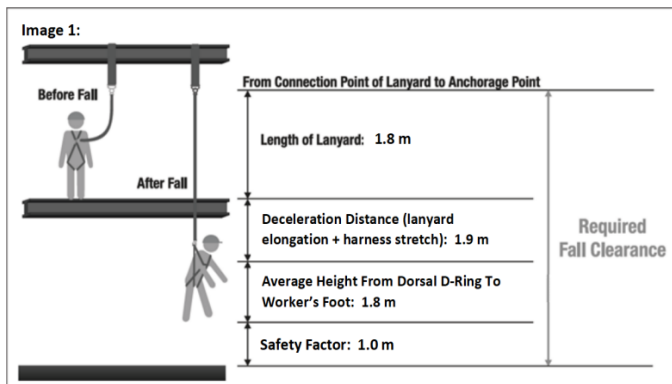 Image 1:
From Connection Point of Lanyard to Anchorage Point
Before Fall
Length of Lanyard: 1.8 m
After Fall
Deceleration Distance (lanyard
elongation + harness stretch): 1.9 m
Required
Fall Clearance
Average Height From Dorsal D-Ring To
Worker's Foot: 1.8 m
Safety Factor: 1.0 m